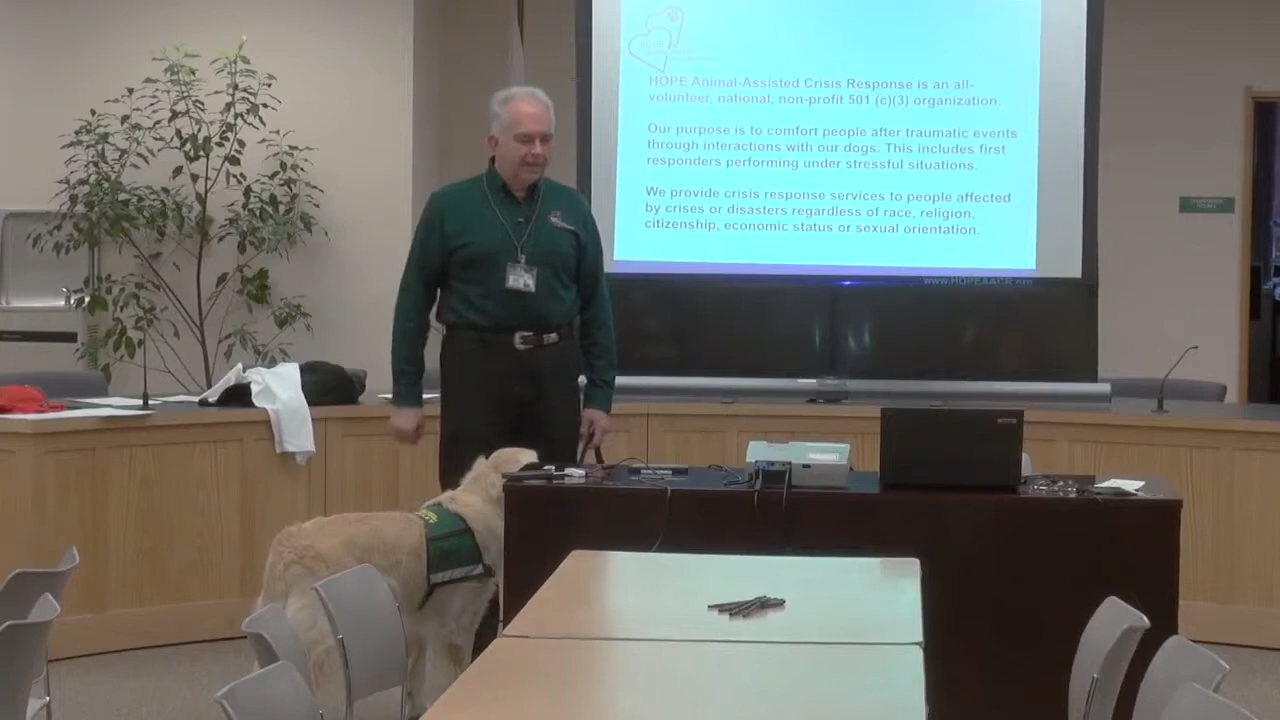 HOPE
HOPE Animal-Assisted Crisis Response is an all-
volunteer, national, non-profit 501 (c)(3) organization.
Our purpose is to comfort people after traumatic events
through interactions with our dogs. This includes first
responders performing under stressful situations.
We provide crisis response services to people affected
by crises or disasters regardless of race, religion,
citizenship, economic status or sexual orientation.
www.HOPEAACR.org